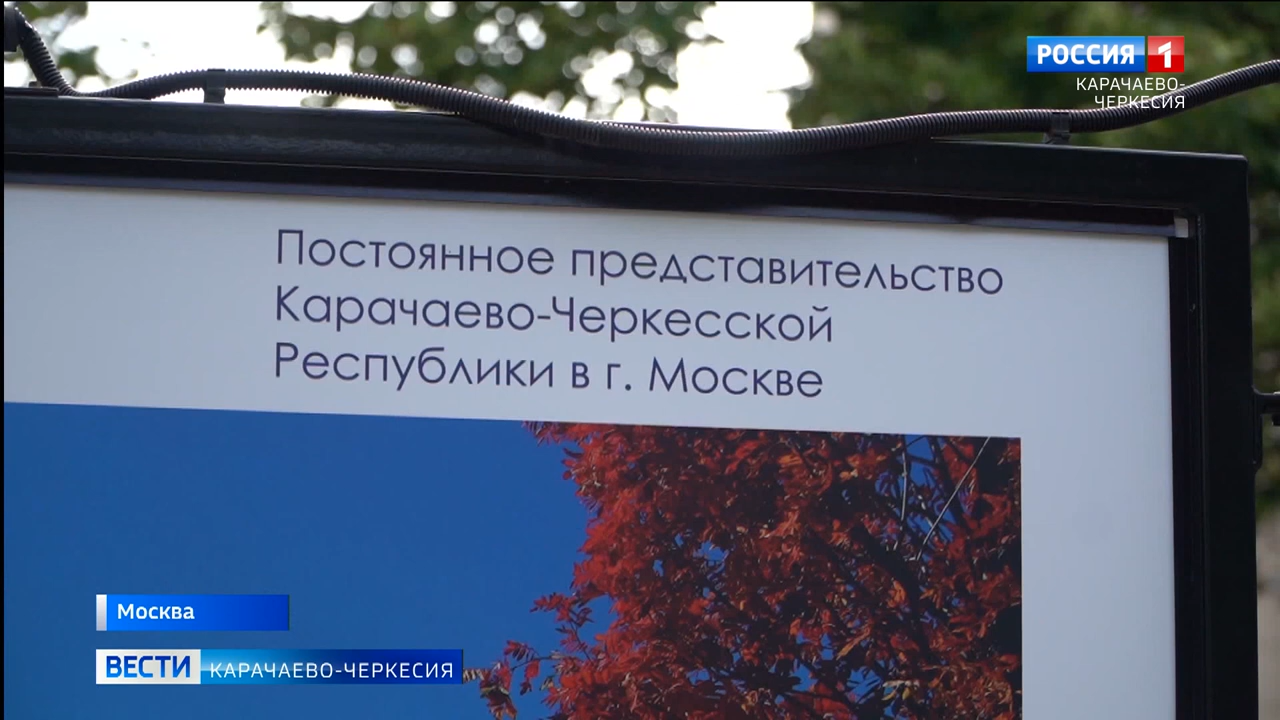 РОССИЯ 1
КАРАЧАЕВО-
ЧЕРКЕСИЯ
Постоянное представительство
Карачаево-Черкесской
Республики в г. Москве
Москва
ВЕСТИ КАРАЧАЕВО-ЧЕРКЕСИЯ